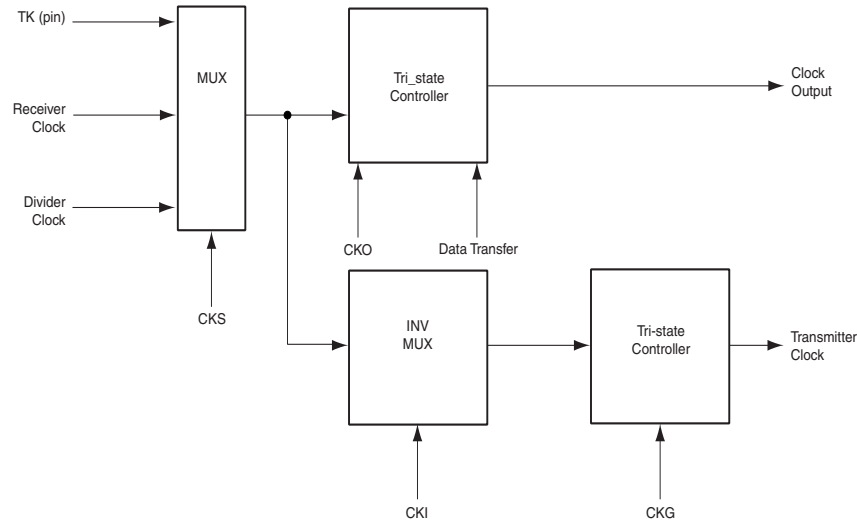 TK (pin)
MUX
Tri_state
Controller
Clock
Output
Receiver
Clock
Divider
Clock
CKO
Data Transfer
CKS
INV
MUX
Tri-state
Controller
Transmitter
Clock
CKI
CKG